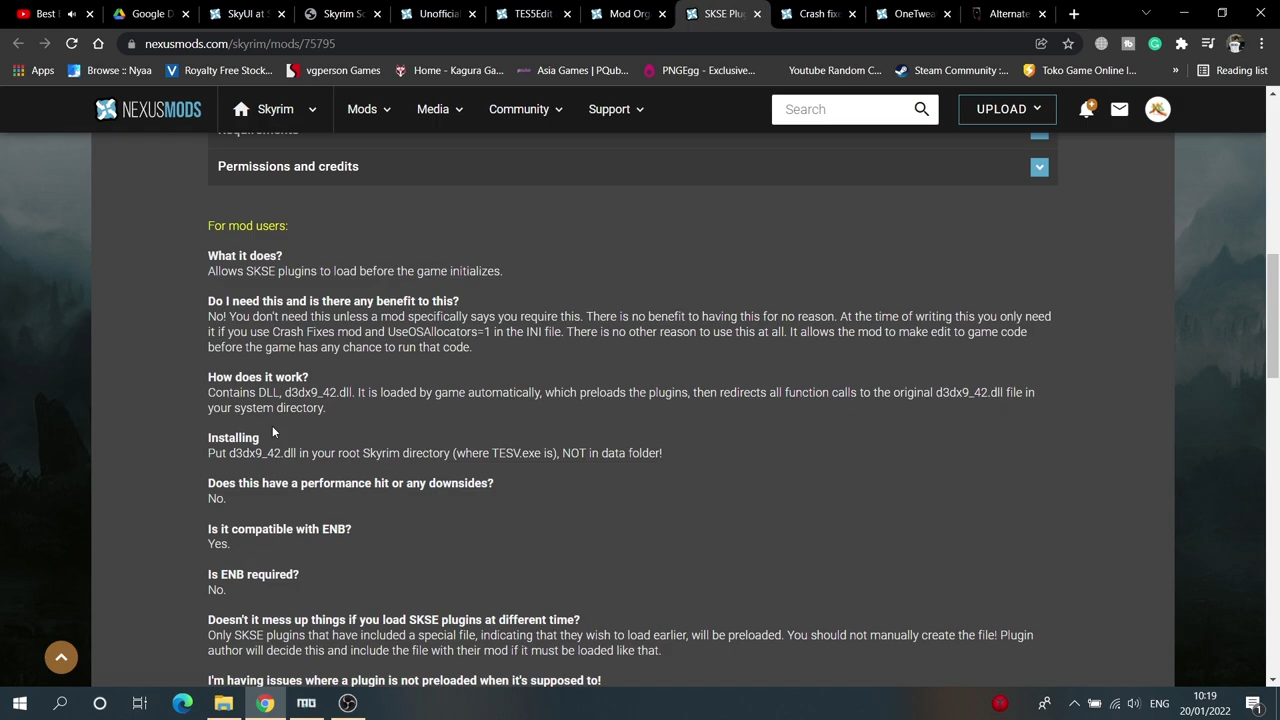 Best
Google D
SkyUI at S
Skyrim Sc
Unofficial
TES5Edit
Mod Org
SKSE Plug
Crash fixe
OneTwea
Alternate
nexusmods.com/skyrim/mods/75795
Apps
Browse :: Nyaa
Royalty Free Stock...
vgperson Games
Home - Kagura Ga...
Asia Games | PQub...
PNGEgg - Exclusive...
Youtube Random C...
Steam Community :...
Toko Game Online I...
»
Reading list
NEXUSMODS
Skyrim
Mods
Media
Community
Support
Search
UPLOAD
Requirements
Permissions and credits
For mod users:
What it does?
Allows SKSE plugins to load before the game initializes.
Do I need this and is there any benefit to this?
No! You don't need this unless a mod specifically says you require this. There is no benefit to having this for no reason. At the time of writing this you only need
it if you use Crash Fixes mod and UseOSAllocators=1 in the INI file. There is no other reason to use this at all. It allows the mod to make edit to game code
before the game has any chance to run that code.
How does it work?
Contains DLL, d3dx9_42.dll. It is loaded by game automatically, which preloads the plugins, then redirects all function calls to the original d3dx9_42.dll file in
your system directory.
Installing
Put d3dx9_42.dll in your root Skyrim directory (where TESV.exe is), NOT in data folder!
Does this have a performance hit or any downsides?
No.
Is it compatible with ENB?
Yes.
Is ENB required?
No.
Doesn't it mess up things if you load SKSE plugins at different time?
Only SKSE plugins that have included a special file, indicating that they wish to load earlier, will be preloaded. You should not manually create the file! Plugin
author will decide this and include the file with their mod if it must be loaded like that.
I'm having issues where a plugin is not preloaded when it's supposed to!
ENG
10:19
20/01/2022